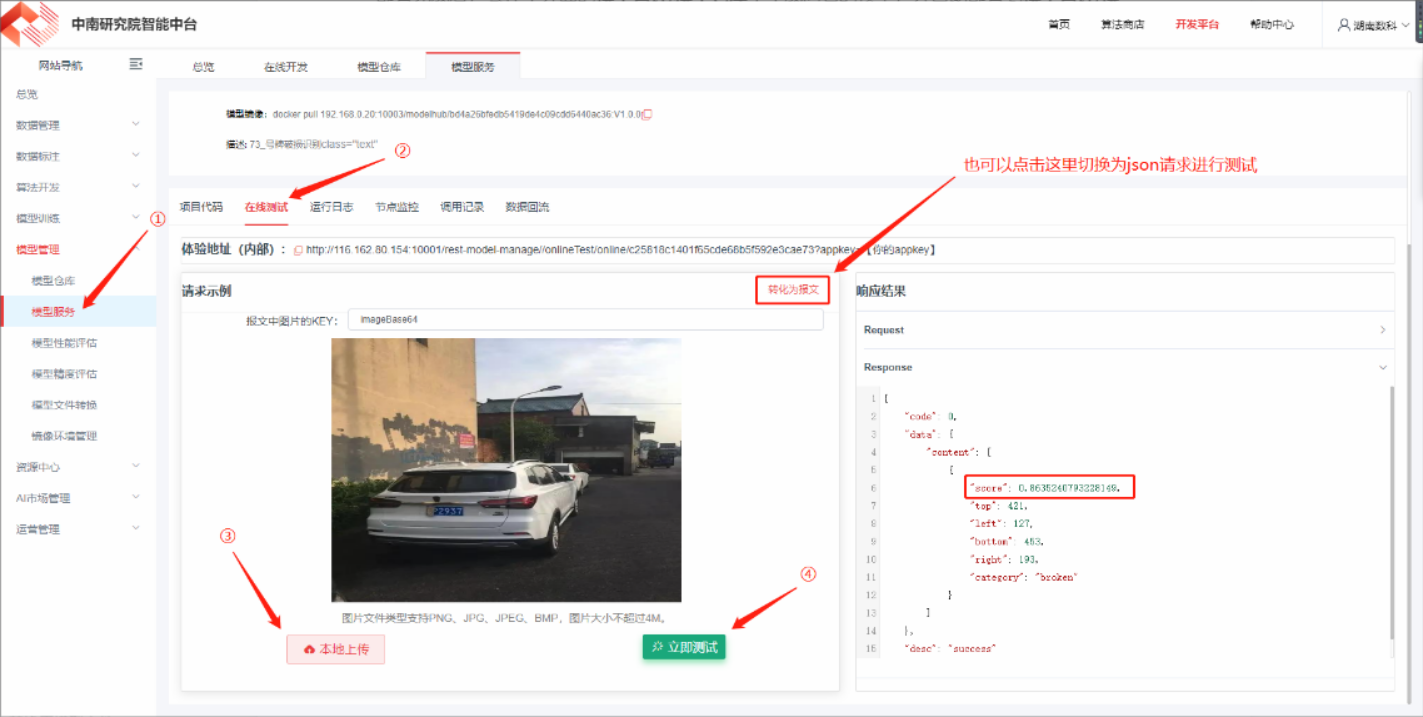 中南研究院智能中台
首页 算法商店 开发平台 帮助中心 湖南数科
网站导航 总览 在线开发 模型仓库 模型服务
总览
数据管理
数据标注
算法开发
模型训练
模型管理
模型仓库
模型服务
模型性能评估
模型精度评估
模型文件转换
镜像环境管理
资源中心
AI市场管理
运营管理
模型镜像: docker pull 192.168.0.20:10003/modelhub/bd4a26bfedb5419de4c09cdd5440ac36:V1.0.0
描述: 73_号牌破损识别class="text"
①
②
也可以点击这里切换为json请求进行测试
项目代码 在线测试 运行日志 节点监控 调用记录 数据回流
体验地址（内部）： http://116.162.80.154:10001/rest-model-manage//onlineTest/online/c25818c1401f65cde68b5f592e3cae73?appkey=【你的appkey】
请求示例 转化为报文
报文中图片的KEY: imageBase64
2937
图片文件类型支持PNG、JPG、JPEG、BMP，图片大小不超过4M。
③
④
本地上传 立即测试
响应结果
Request
Response
1 {
2 "code": 0,
3 "data": {
4 "content": [
5 {
6 "score": 0.8635240793228149,
7 "top": 421,
8 "left": 127,
9 "bottom": 453,
10 "right": 193,
11 "category": "broken"
12 }
13 ]
14 },
15 "desc": "success"